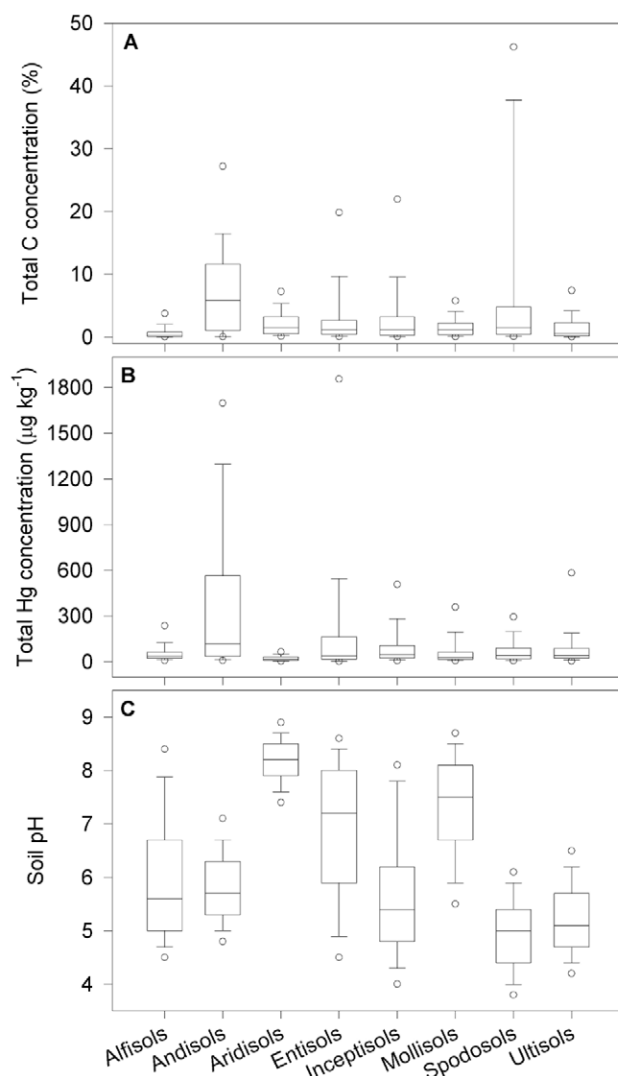 A
Total C concentration (%)
50
40
30
20
10
0
B
Total Hg concentration (µg kg⁻¹)
1800
1500
1200
900
600
300
0
C
Soil pH
9
8
7
6
5
4
Alfisols
Andisols
Aridisols
Entisols
Inceptisols
Mollisols
Spodosols
Ultisols